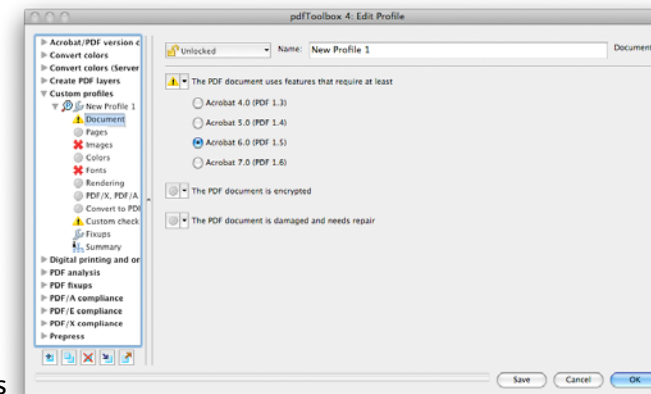 pdfToolbox 4: Edit Profile
Acrobat/PDF version c
Convert colors
Convert colors (Server
Create PDF layers
Custom profiles
New Profile 1
Document
Pages
Images
Colors
Fonts
Rendering
PDF/X, PDF/A
Convert to PDI
Custom check
Fixups
Summary
Digital printing and or
PDF analysis
PDF fixups
PDF/A compliance
PDF/E compliance
PDF/X compliance
Prepress
Unlocked Name: New Profile 1 Document
The PDF document uses features that require at least
Acrobat 4.0 (PDF 1.3)
Acrobat 5.0 (PDF 1.4)
Acrobat 6.0 (PDF 1.5)
Acrobat 7.0 (PDF 1.6)
The PDF document is encrypted
The PDF document is damaged and needs repair
Save Cancel OK
s